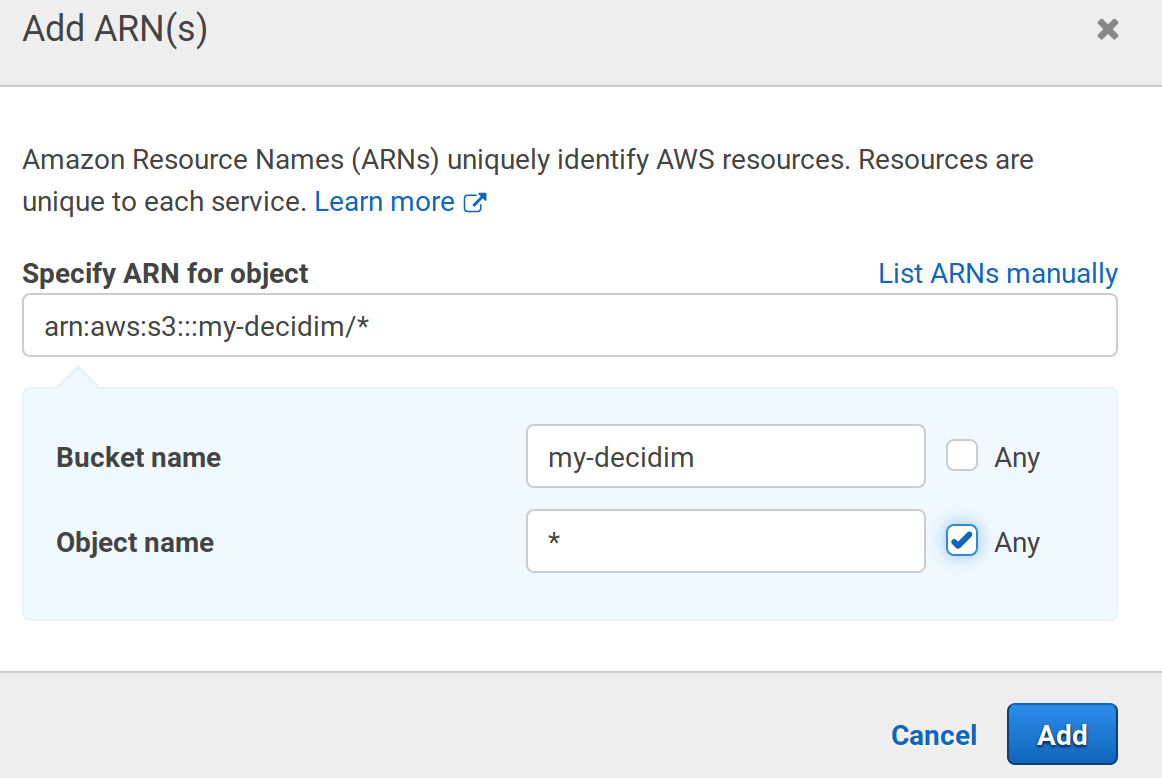 Add ARN(s)
Amazon Resource Names (ARNs) uniquely identify AWS resources. Resources are
unique to each service. Learn more
Specify ARN for object
List ARNs manually
arn:aws:s3:::my-decidim/*
Bucket name
my-decidim
Any
Object name
*
Any
Cancel
Add